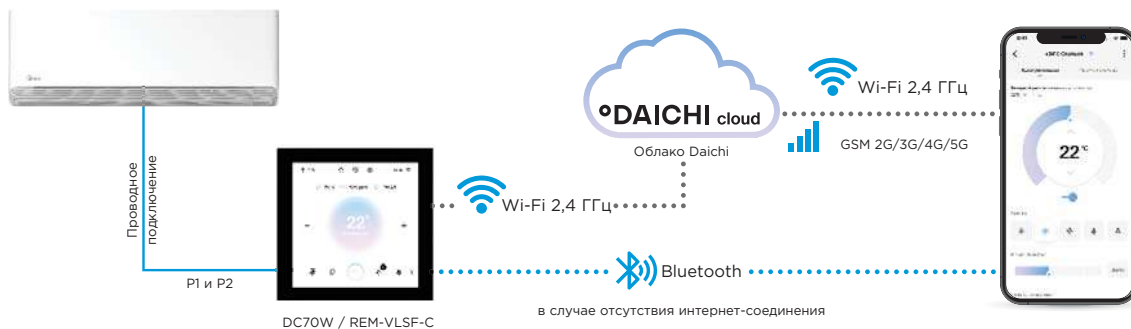 Проводное
подключение
P1 и P2
22°
DC70W / REM-VLSF-C
Wi-Fi 2,4 ГГц
°DAICHI cloud
Облако Daichi
Wi-Fi 2,4 ГГц
GSM 2G/3G/4G/5G
Bluetooth
в случае отсутствия интернет-соединения
22 °C